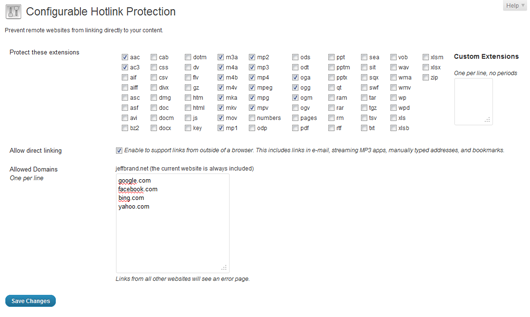 Help
Configurable Hotlink Protection
Prevent remote websites from linking directly to your content.
Protect these extensions
aac cab dotm m3a mp2 ods ppt sea vob xlsm
ac3 css dv m4a mp3 odt pptm sit wav xlsx
aif csv flv m4b mp4 oga pptx sqx wma zip
aiff divx gz m4v mpeg ogg qt swf wmv
asc dmg htm mka mpg ogm ram tar wp
asf doc html mkv mpv ogv rar tgz wpd
avi docm js mov numbers pages rm tsv xls
bz2 docx key mp1 odp pdf rtf txt xlsb
Custom Extensions
One per line, no periods
Allow direct linking
Enable to support links from outside of a browser. This includes links in e-mail, streaming MP3 apps, manually typed addresses, and bookmarks.
Allowed Domains
One per line
jeffbrand.net (the current website is always included)
google.com
facebook.com
bing.com
yahoo.com
Links from all other websites will see an error page.
Save Changes